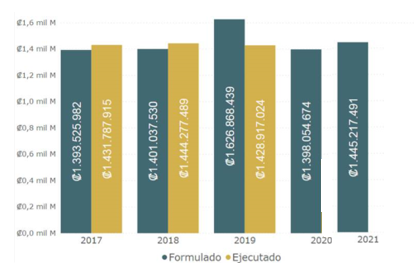 ₡1,6 mil M
₡1,4 mil M
₡1,2 mil M
₡1,0 mil M
₡0,8 mil M
₡0,6 mil M
₡0,4 mil M
₡0,2 mil M
₡0,0 mil M
₡1.393.525.982
₡1.431.787.915
₡1.401.037.530
₡1.444.277.489
₡1.626.868.439
₡1.428.917.024
₡1.398.054.674
₡1.445.217.491
2017 2018 2019 2020 2021
Formulado Ejecutado